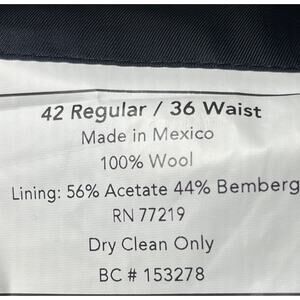 42 Regular / 36 Waist
Made in Mexico
100% Wool
Lining: 56% Acetate 44% Bemberg
RN 77219
Dry Clean Only
BC # 153278